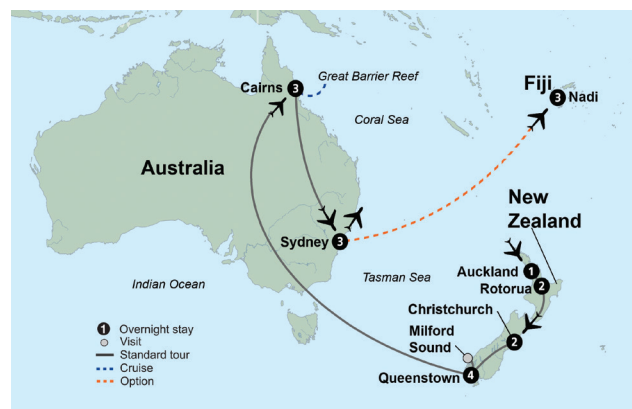 Great Barrier Reef
Cairns 3
Coral Sea
Fiji
3 Nadi
Australia
New
Zealand
Sydney 3
Tasman Sea
Auckland 1
Rotorua 2
Indian Ocean
Christchurch
2
Milford
Sound
Queenstown 4
1 Overnight stay
Visit
Standard tour
Cruise
Option